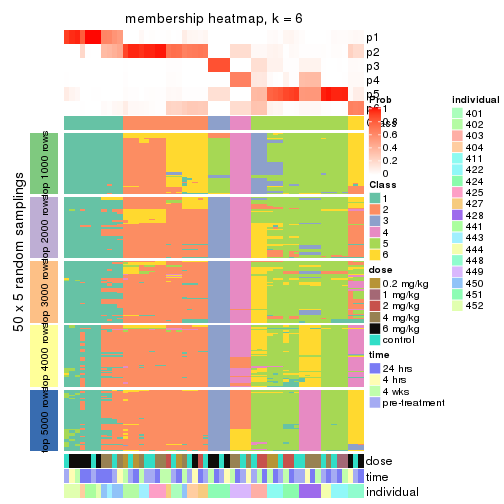 membership heatmap, k = 6
p1
p2
p3
p4
p5
Prob
1
0.8
0.6
0.4
0.2
0
Class
1
2
3
4
5
6
dose
0.2 mg/kg
1 mg/kg
2 mg/kg
4 mg/kg
6 mg/kg
control
time
24 hrs
4 hrs
4 wks
pre-treatment
individual
401
402
403
404
411
422
424
425
427
428
441
443
444
448
449
450
451
452
50 x 5 random samplings
top 1000 rows
top 2000 rows
top 3000 rows
top 4000 rows
top 5000 rows
dose
time
individual